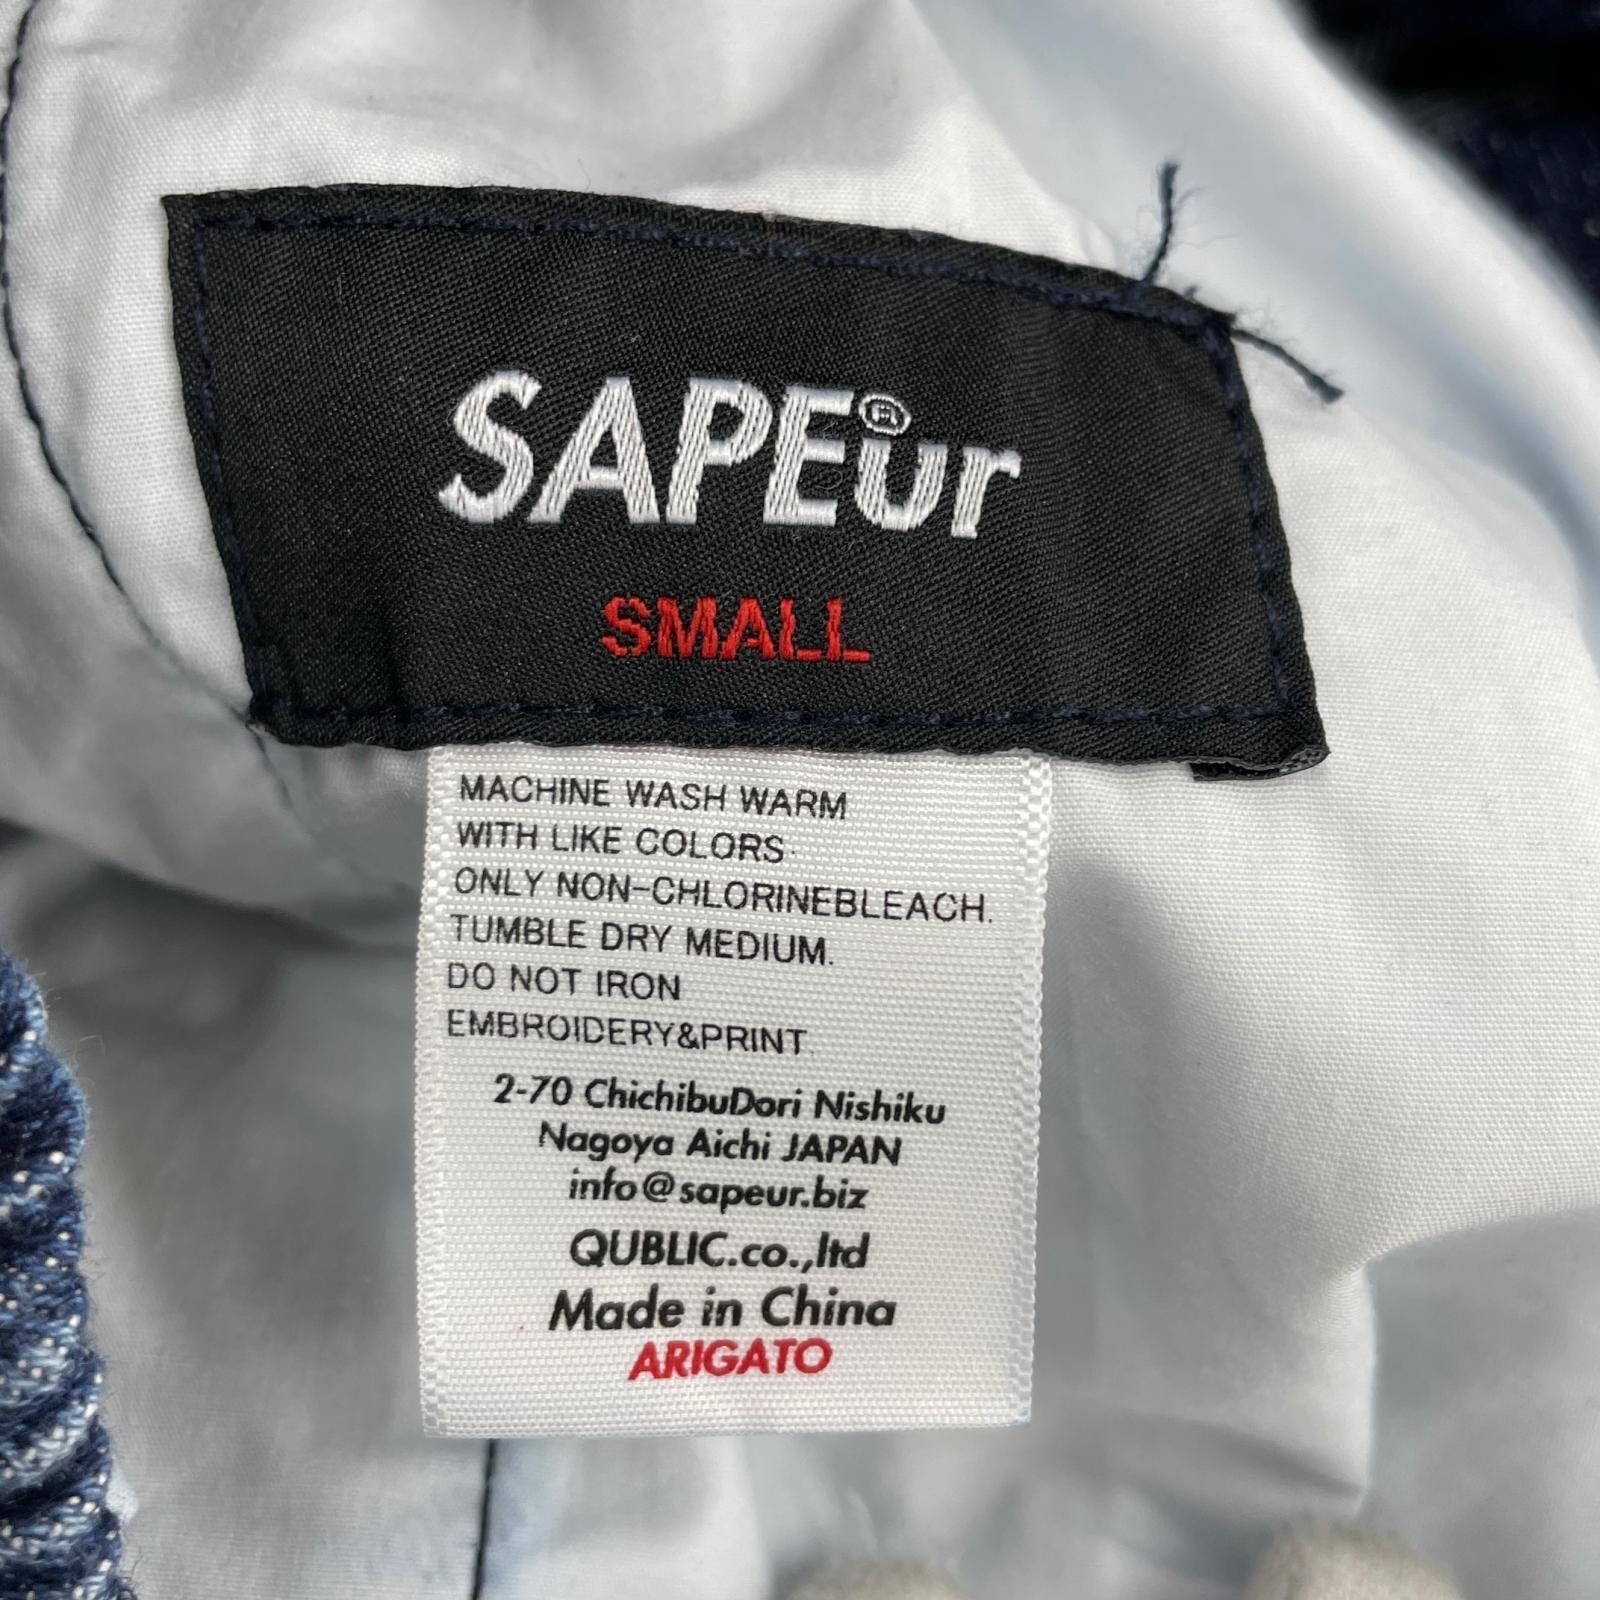 SAPEur®
SMALL
MACHINE WASH WARM
WITH LIKE COLORS.
ONLY NON-CHLORINEBLEACH.
TUMBLE DRY MEDIUM.
DO NOT IRON
EMBROIDERY&PRINT.
2-70 ChichibuDori Nishiku
Nagoya Aichi JAPAN
info@sapeur.biz
QUBLIC.co.,ltd
Made in China
ARIGATO